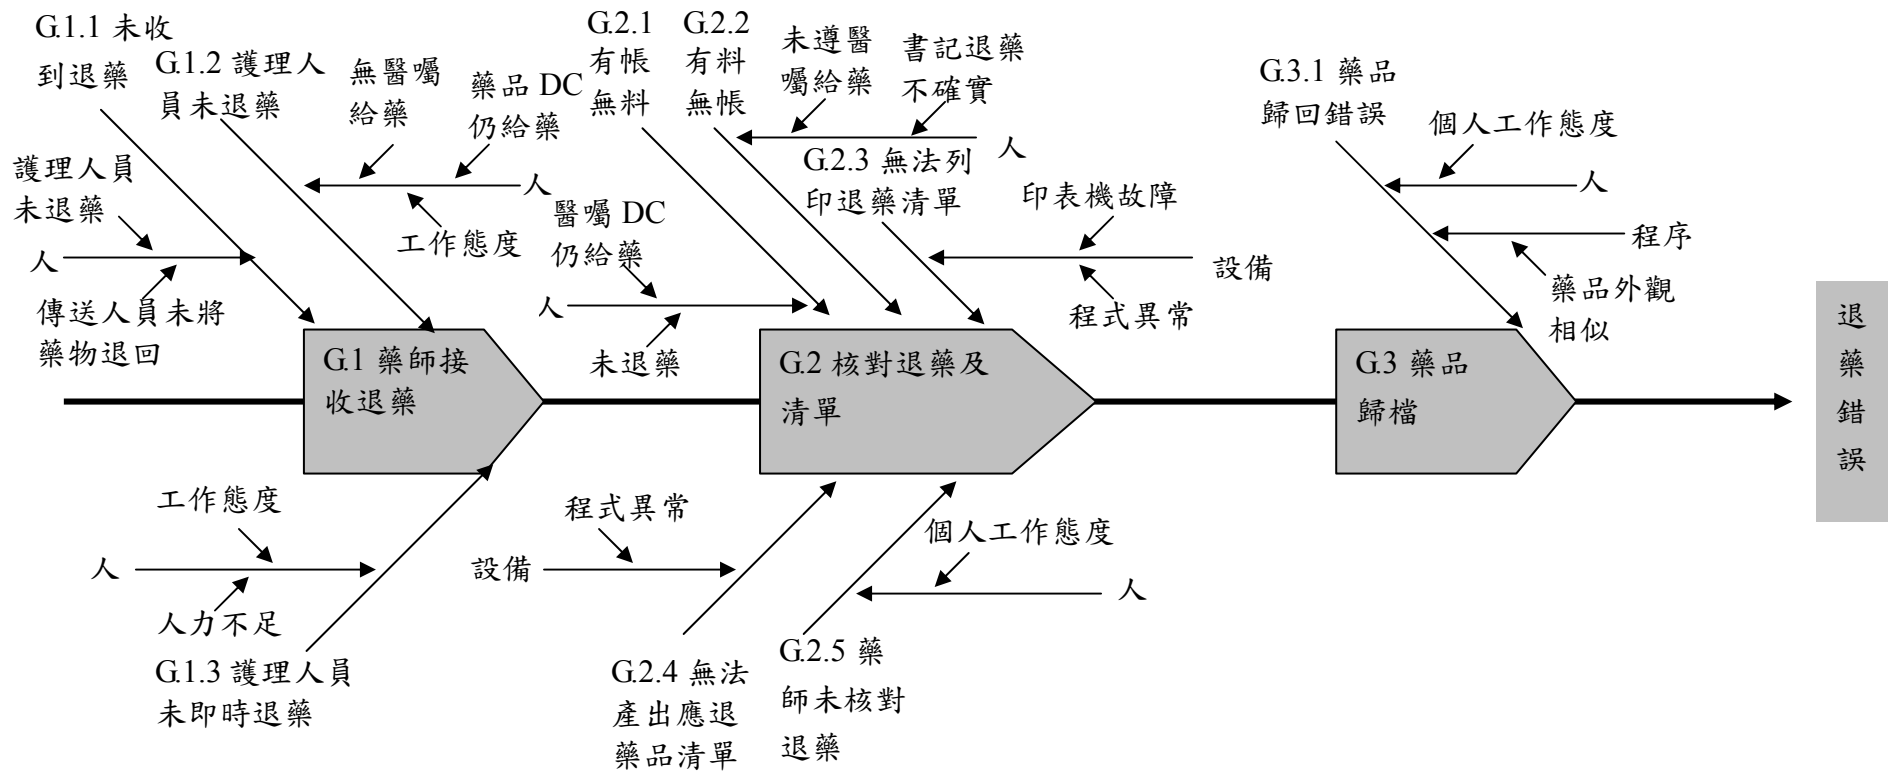 G.1.1 未收
到退藥
G.1.2 護理人
員未退藥
無醫囑
給藥
藥品 DC
仍給藥
人
工作態度
護理人員
未退藥
人
傳送人員未將
藥物退回
G.2.1
有帳
無料
G.2.2
有料
無帳
未遵醫
囑給藥
書記退藥
不確實
人
G.2.3 無法列
印退藥清單
印表機故障
設備
程式異常
醫囑 DC
仍給藥
人
未退藥
G.3.1 藥品
歸回錯誤
個人工作態度
人
程序
藥品外觀
相似
G.1 藥師接
收退藥
G.2 核對退藥及
清單
G.3 藥品
歸檔
退
藥
錯
誤
工作態度
人
人力不足
G.1.3 護理人員
未即時退藥
程式異常
設備
G.2.4 無法
產出應退
藥品清單
個人工作態度
人
G.2.5 藥
師未核對
退藥